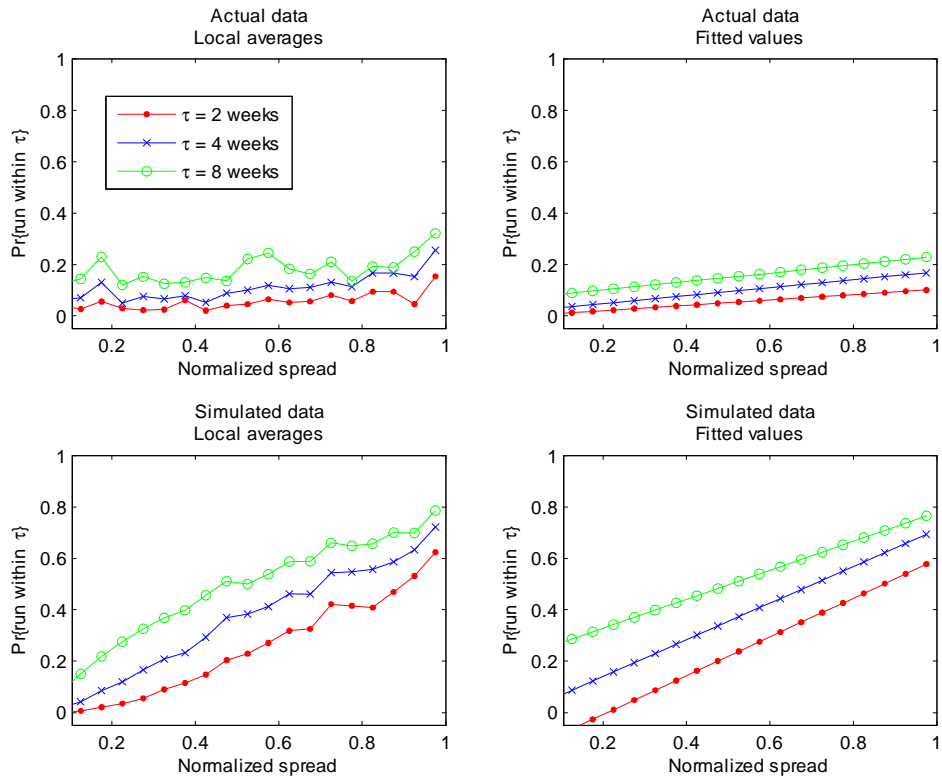 Actual data
Local averages
1
0.8
0.6
0.4
0.2
0
Pr{run within τ}
τ = 2 weeks
τ = 4 weeks
τ = 8 weeks
0.2 0.4 0.6 0.8 1
Normalized spread
Actual data
Fitted values
1
0.8
0.6
0.4
0.2
0
Pr{run within τ}
0.2 0.4 0.6 0.8 1
Normalized spread
Simulated data
Local averages
1
0.8
0.6
0.4
0.2
0
Pr{run within τ}
0.2 0.4 0.6 0.8 1
Normalized spread
Simulated data
Fitted values
1
0.8
0.6
0.4
0.2
0
Pr{run within τ}
0.2 0.4 0.6 0.8 1
Normalized spread